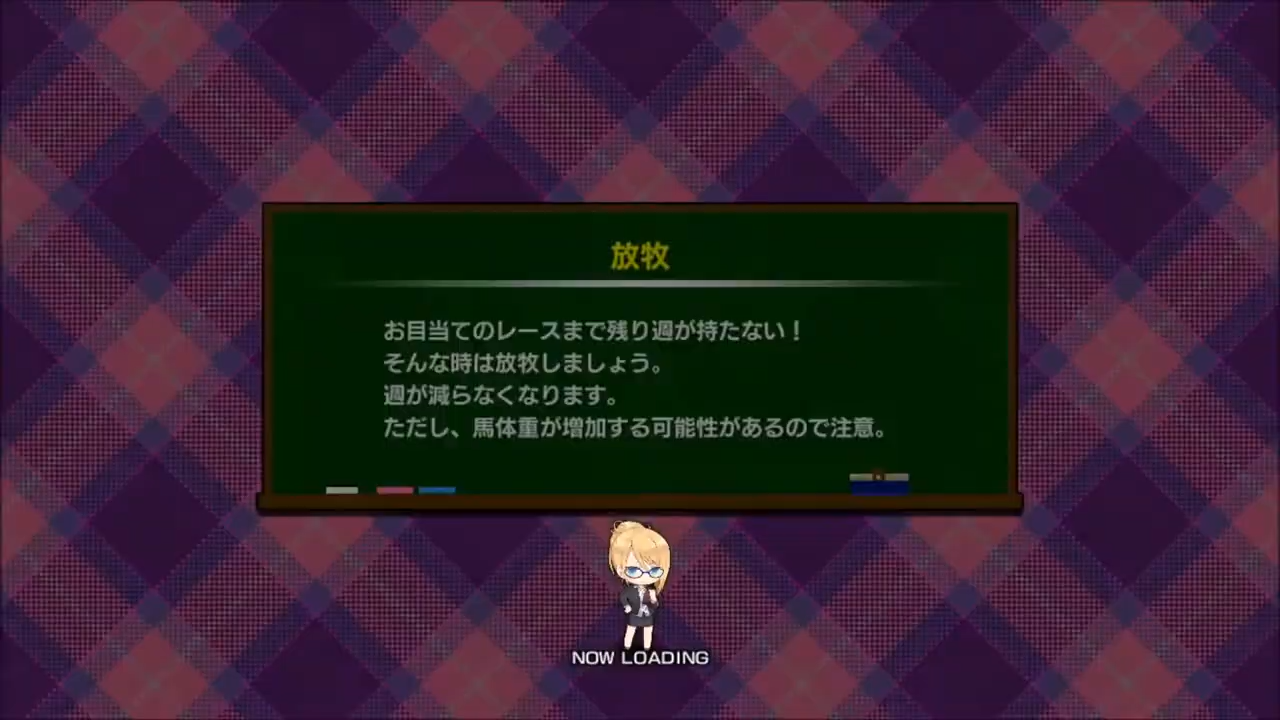 放牧
お目当てのレースまで残り週が持たない！
そんな時は放牧しましょう。
週が減らなくなります。
ただし、馬体重が増加する可能性があるので注意。
NOW LOADING